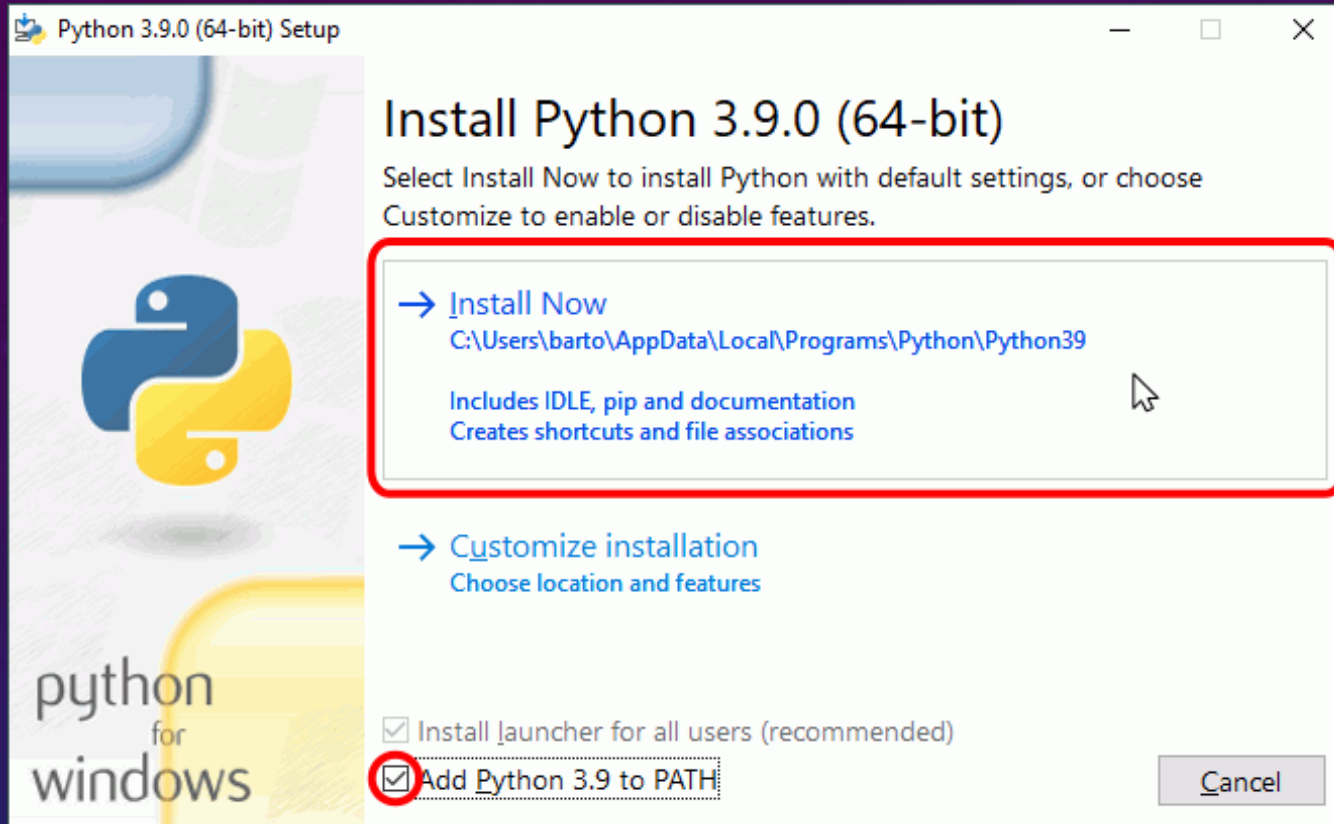 Python 3.9.0 (64-bit) Setup
Install Python 3.9.0 (64-bit)
Select Install Now to install Python with default settings, or choose
Customize to enable or disable features.
Install Now
C:\Users\barto\AppData\Local\Programs\Python\Python39
Includes IDLE, pip and documentation
Creates shortcuts and file associations
Customize installation
Choose location and features
python
for
windows
Install launcher for all users (recommended)
Add Python 3.9 to PATH
Cancel